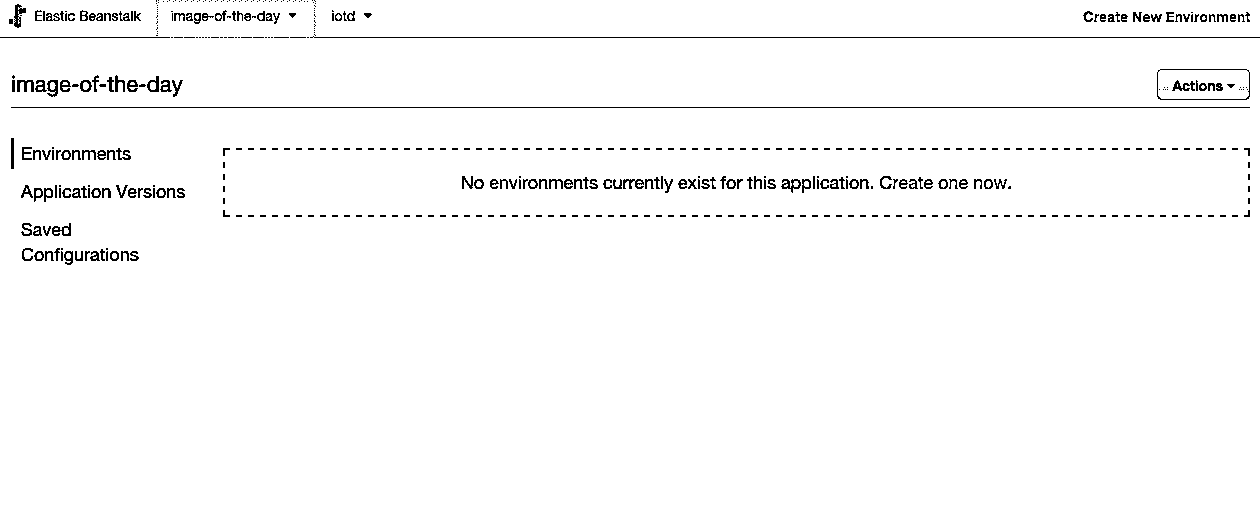 Elastic Beanstalk image-of-the-day iotd Create New Environment
image-of-the-day Actions
Environments
No environments currently exist for this application. Create one now.
Application Versions
Saved
Configurations